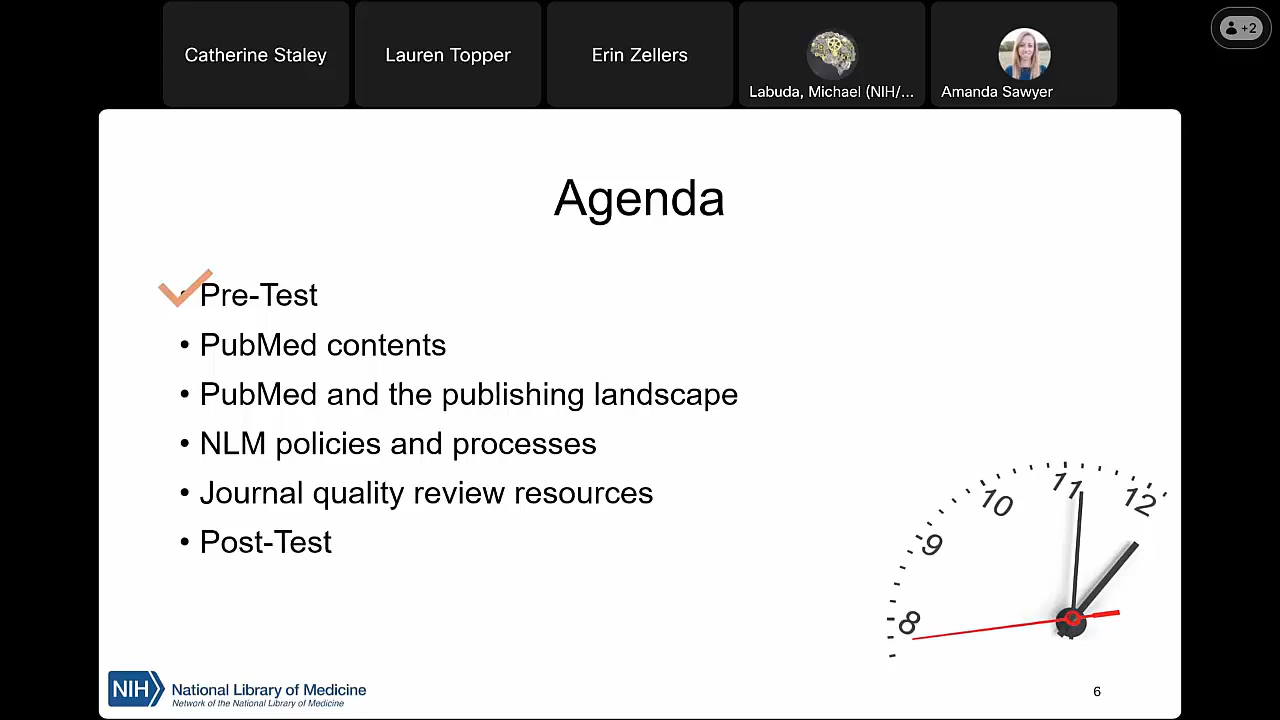 Catherine Staley
Lauren Topper
Erin Zellers
Labuda, Michael (NIH/...
Amanda Sawyer
+2
Agenda
Pre-Test
• PubMed contents
• PubMed and the publishing landscape
• NLM policies and processes
• Journal quality review resources
• Post-Test
8
9
10
11
12
NIH
National Library of Medicine
Network of the National Library of Medicine
6